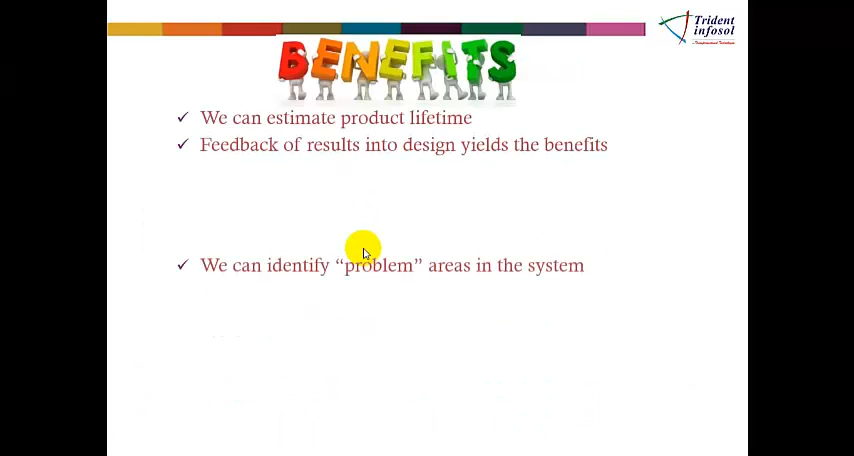 Trident
infosol
BENEFITS
We can estimate product lifetime
Feedback of results into design yields the benefits
We can identify “problem” areas in the system